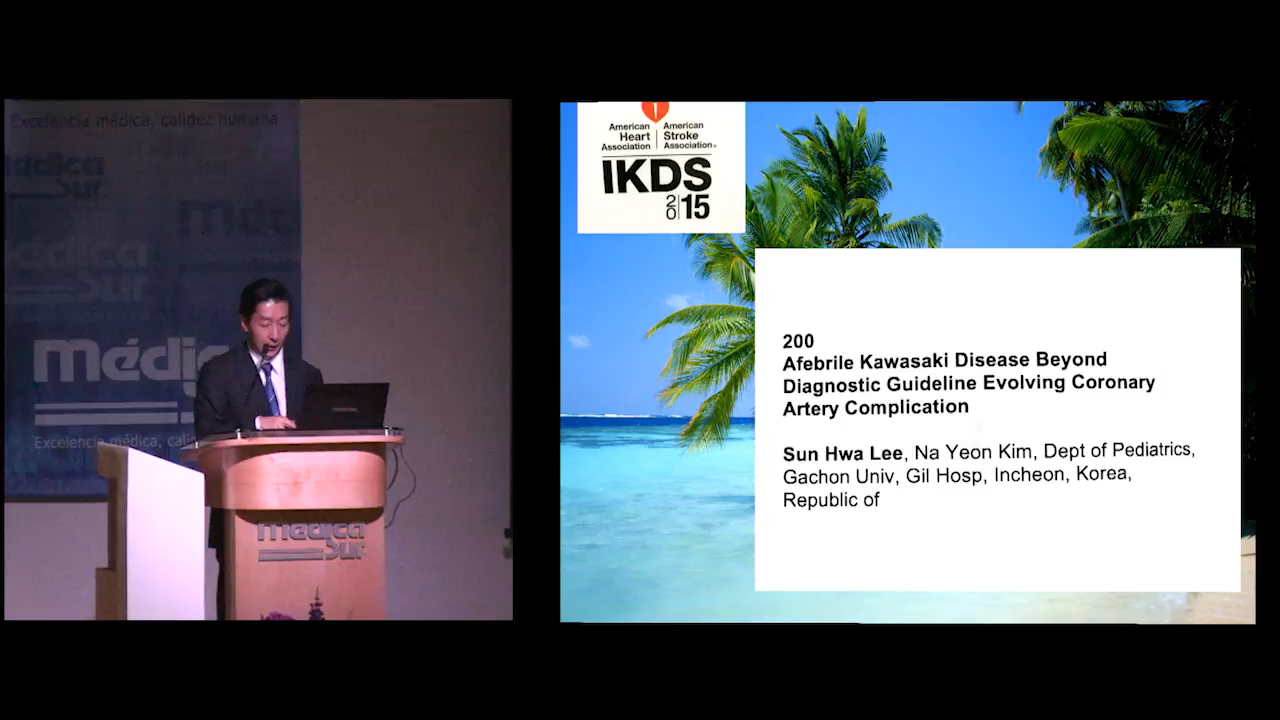 Excelencia médica, calidez humana
médica
Sur
médica
Sur
Médica
Excelencia médica,
médica
Sur
American
Heart
Association
American
Stroke
Association®
IKDS
2015
200
Afebrile Kawasaki Disease Beyond
Diagnostic Guideline Evolving Coronary
Artery Complication
Sun Hwa Lee, Na Yeon Kim, Dept of Pediatrics,
Gachon Univ, Gil Hosp, Incheon, Korea,
Republic of